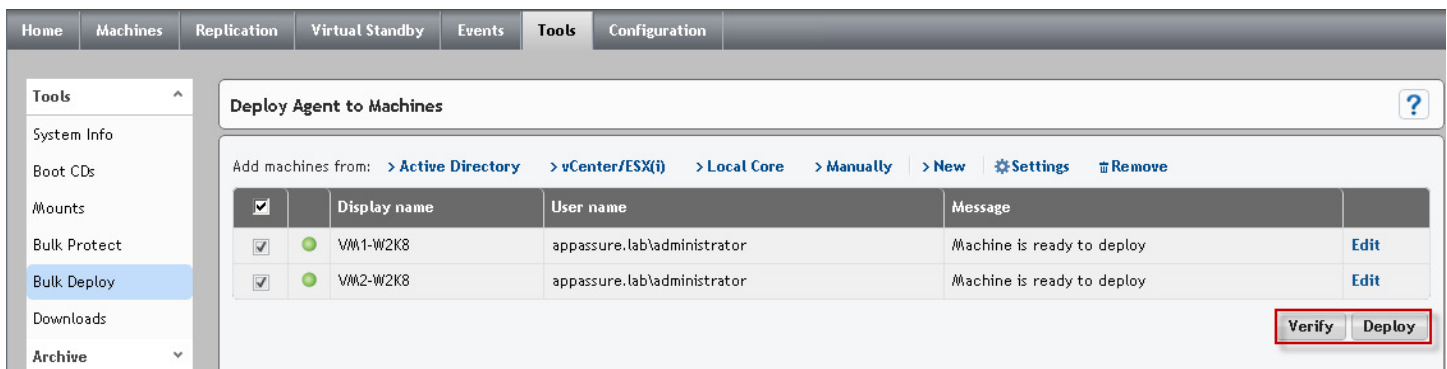 Home Machines Replication Virtual Standby Events Tools Configuration
Tools
System Info
Boot CDs
Mounts
Bulk Protect
Bulk Deploy
Downloads
Archive
Deploy Agent to Machines
?
Add machines from: > Active Directory > vCenter/ESX(i) > Local Core > Manually > New Settings Remove
Display name User name Message
VM1-W2K8 appassure.lab\administrator Machine is ready to deploy Edit
VM2-W2K8 appassure.lab\administrator Machine is ready to deploy Edit
Verify Deploy